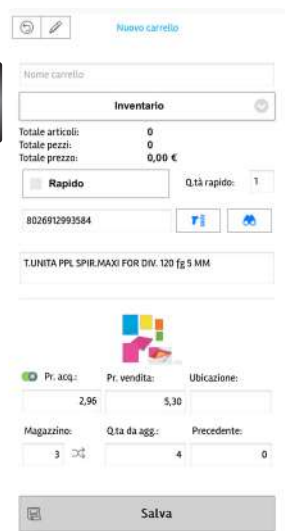 Nuovo carrello
Nome carrello
Inventario
Totale articoli: 0
Totale pezzi: 0
Totale prezzo: 0,00 €
Rapido Q.tà rapido: 1
8026912993584
T.UNITA PPL SPIR.MAXI FOR DIV. 120 fg 5 MM
Pr. acq.: Pr. vendita: Ubicazione:
2,96 5,30
Magazzino: Q.ta da agg.: Precedente:
3 4 0
Salva